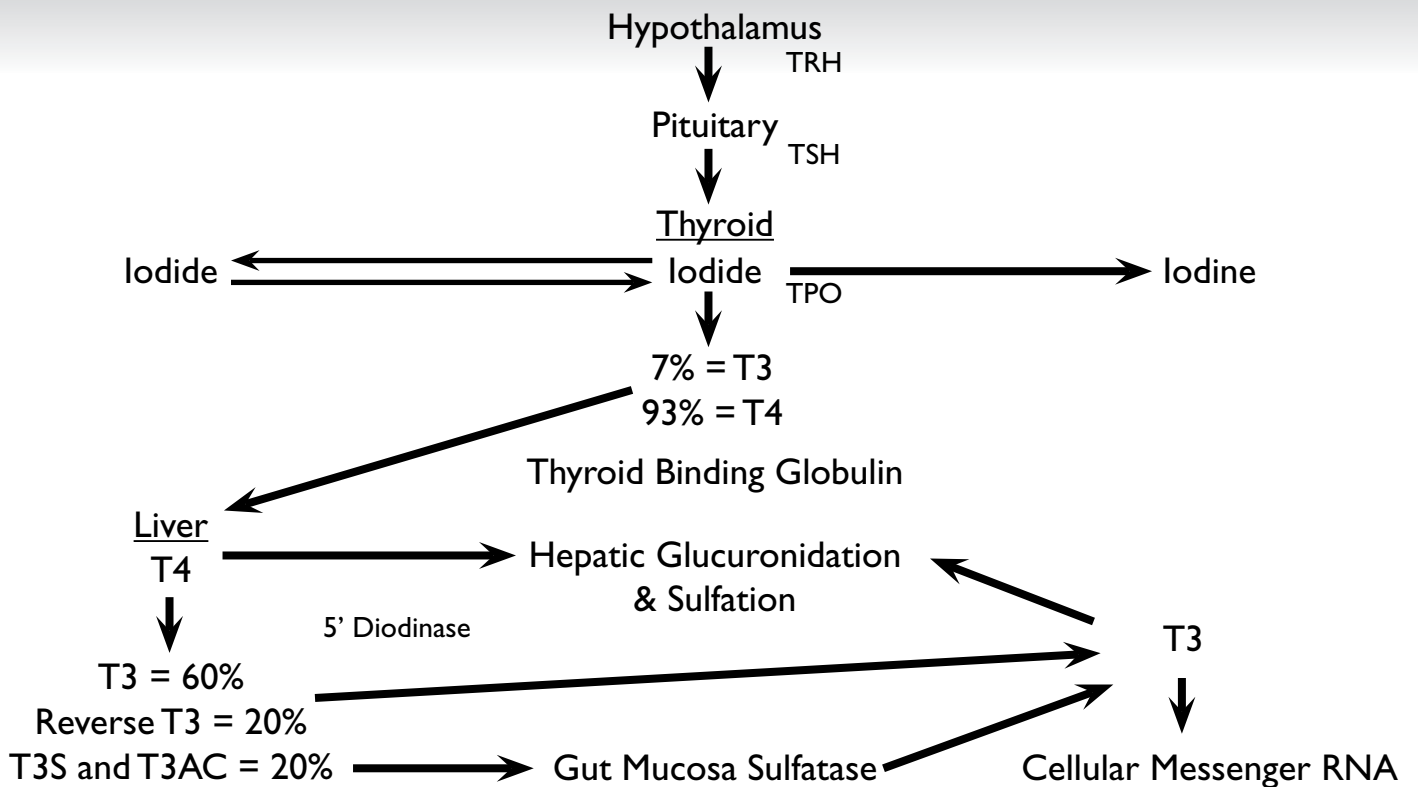 Hypothalamus
TRH
Pituitary
TSH
Thyroid
Iodide
Iodide
TPO
Iodine
7% = T3
93% = T4
Thyroid Binding Globulin
Liver
T4
Hepatic Glucuronidation
& Sulfation
5’ Diodinase
T3
T3 = 60%
Reverse T3 = 20%
T3S and T3AC = 20%
Gut Mucosa Sulfatase
Cellular Messenger RNA